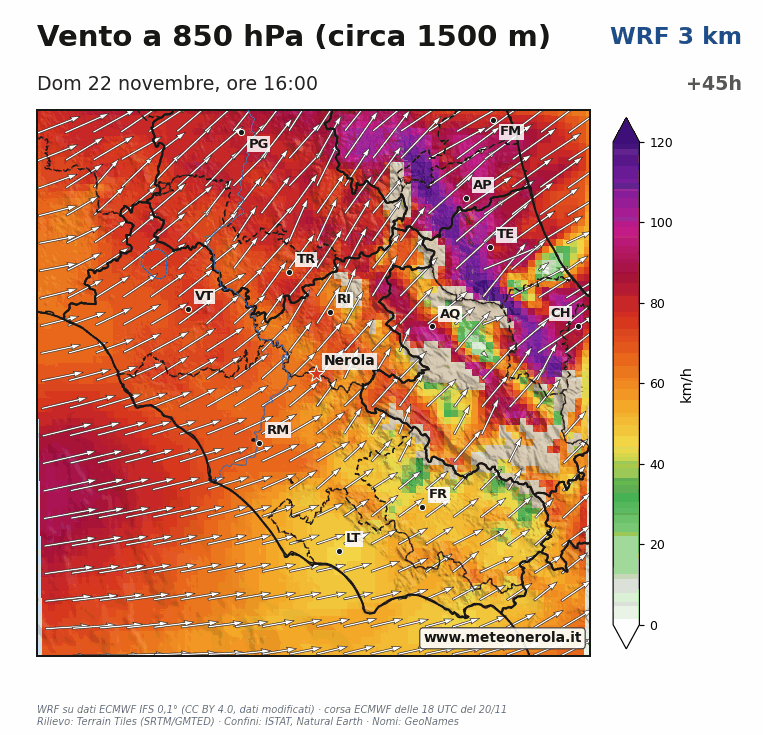 Vento a 850 hPa (circa 1500 m)
WRF 3 km
Dom 22 novembre, ore 16:00
+45h
PG
FM
AP
TE
TR
VT
RI
AQ
CH
Nerola
RM
FR
LT
www.meteonerola.it
120
100
80
60
40
20
0
km/h
WRF su dati ECMWF IFS 0,1° (CC BY 4.0, dati modificati) · corsa ECMWF delle 18 UTC del 20/11
Rilievo: Terrain Tiles (SRTM/GMTED) · Confini: ISTAT, Natural Earth · Nomi: GeoNames